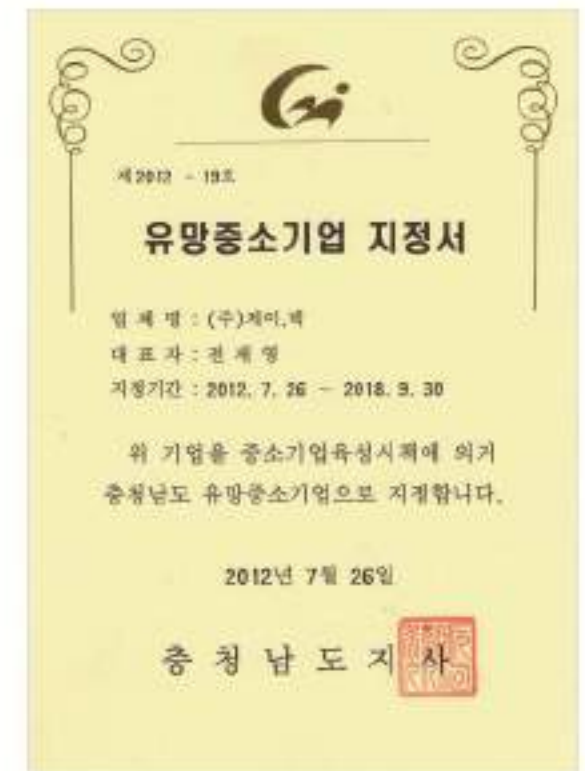 제2012 - 19호
유망중소기업 지정서
업 체 명 : (주)제이.텍
대 표 자 : 전 재 영
지정기간 : 2012. 7. 26 - 2018. 9. 30
위 기업을 중소기업육성시책에 의거
충청남도 유망중소기업으로 지정합니다.
2012년 7월 26일
충 청 남 도 지 사